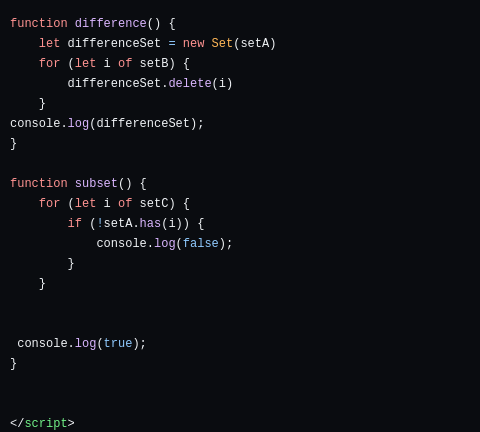 function difference() {
    let differenceSet = new Set(setA)
    for (let i of setB) {
        differenceSet.delete(i)
    }
console.log(differenceSet);
}

function subset() {
    for (let i of setC) {
        if (!setA.has(i)) {
            console.log(false);
        }
    }


 console.log(true);
}


</script>